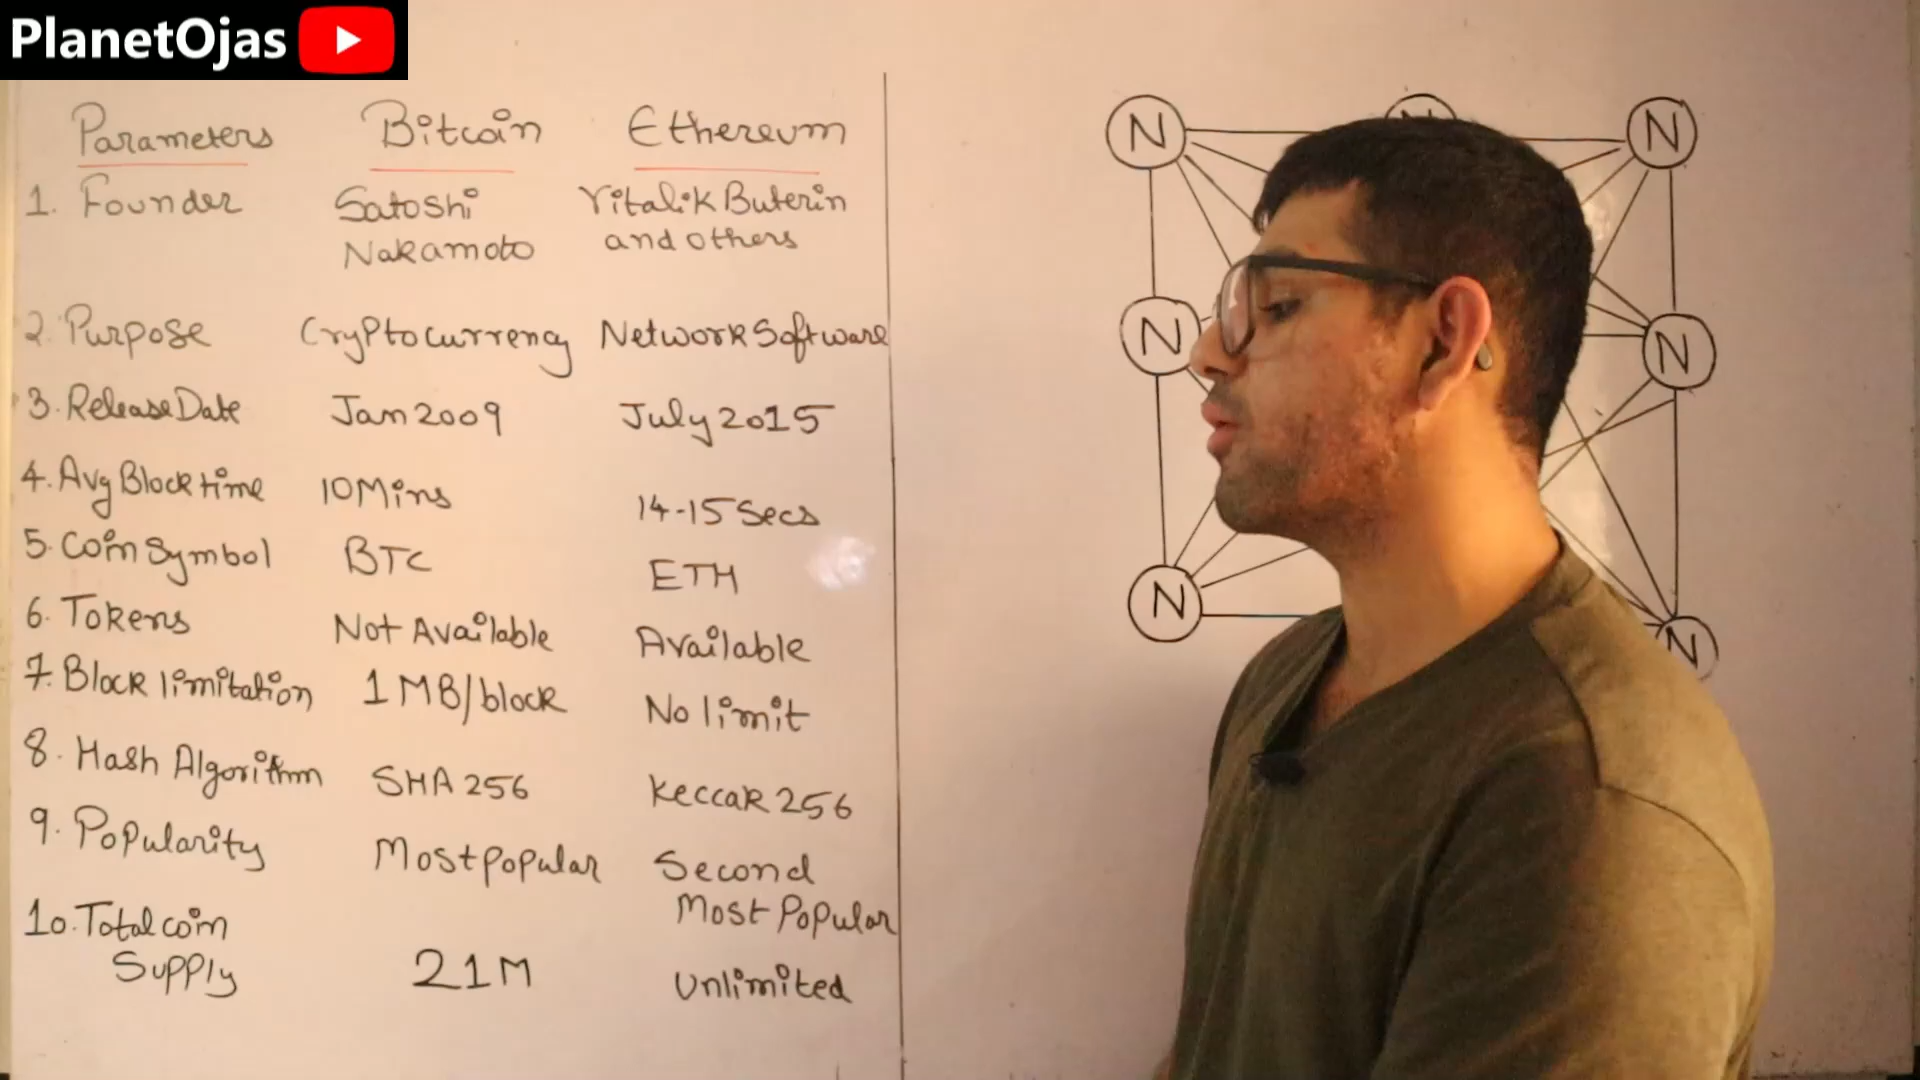 PlanetOjas
Parameters Bitcoin Ethereum
1. Founder Satoshi Nakamoto Vitalik Buterin and others
2. Purpose Cryptocurrency Network Software
3. Release Date Jan 2009 July 2015
4. Avg Block time 10 Mins 14-15 Secs
5. Coin Symbol BTC ETH
6. Tokens Not Available Available
7. Block limitation 1 MB/block No limit
8. Hash Algorithm SHA 256 Keccak 256
9. Popularity Most popular Second Most Popular
10. Total coin Supply 21M Unlimited
N N N
N N
N N